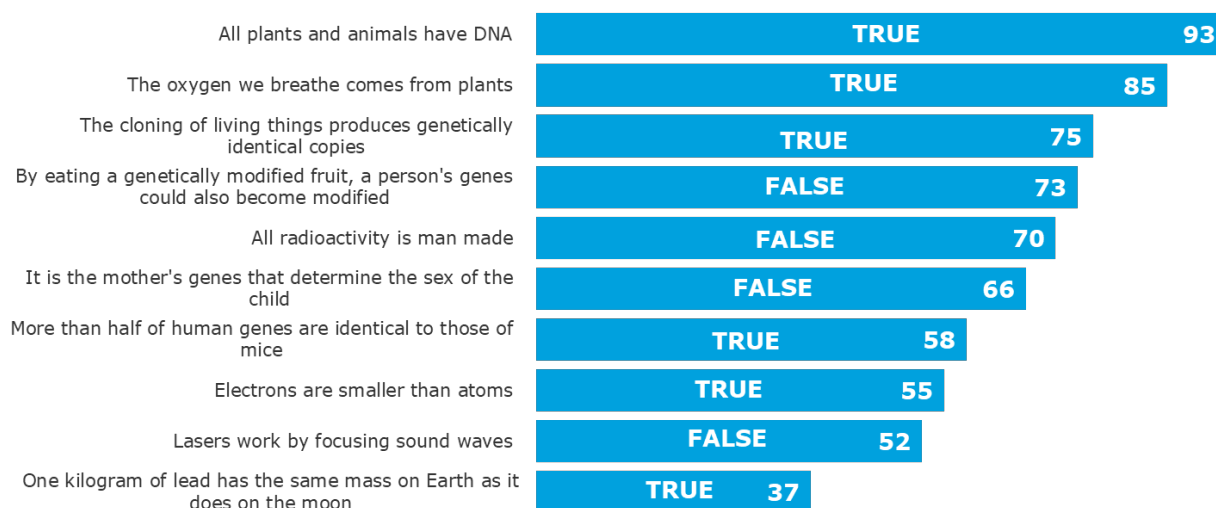 All plants and animals have DNA TRUE 93
The oxygen we breathe comes from plants TRUE 85
The cloning of living things produces genetically
identical copies TRUE 75
By eating a genetically modified fruit, a person's genes
could also become modified FALSE 73
All radioactivity is man made FALSE 70
It is the mother's genes that determine the sex of the
child FALSE 66
More than half of human genes are identical to those of
mice TRUE 58
Electrons are smaller than atoms TRUE 55
Lasers work by focusing sound waves FALSE 52
One kilogram of lead has the same mass on Earth as it
does on the moon TRUE 37